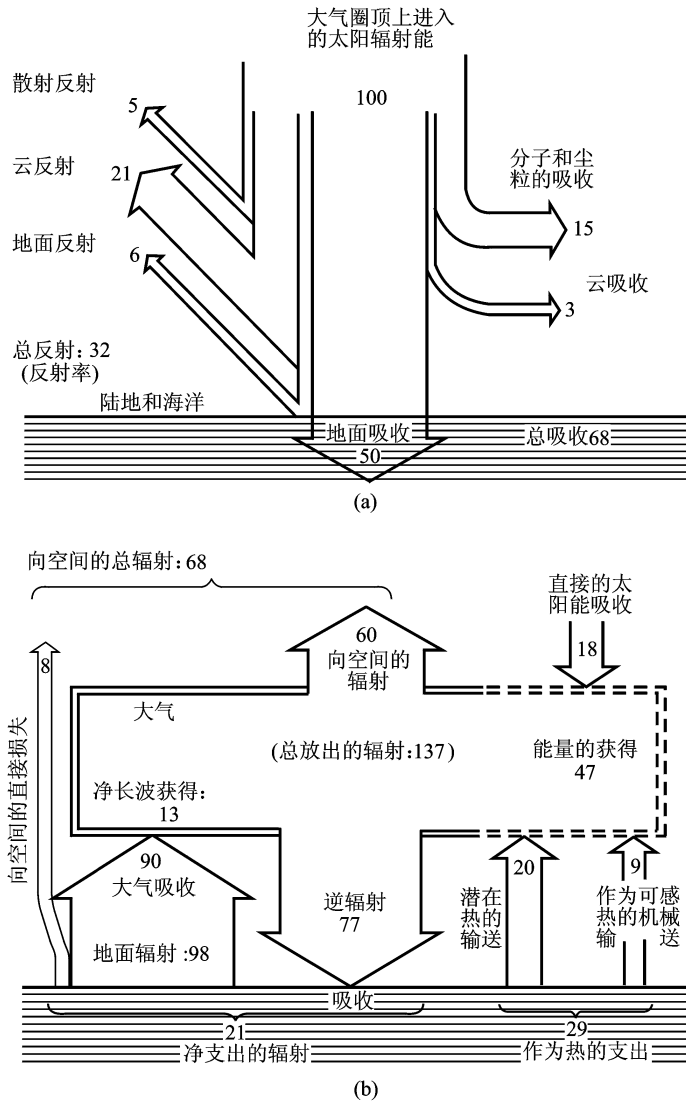 大气圈顶上进入
的太阳辐射能
100
散射反射
5
云反射
21
地面反射
6
分子和尘
粒的吸收
15
云吸收
3
总反射：32
(反射率)
陆地和海洋
地面吸收
50
总吸收68
(a)
向空间的总辐射：68
8
向空间的直接损失
60
向空间的
辐射
直接的太
阳能吸收
18
大气
(总放出的辐射：137)
能量的获得
47
净长波获得：
13
90
大气吸收
地面辐射：98
逆辐射
77
20
潜在
热的
输送
9
作为可感
热的机械
输 送
吸收
21
净支出的辐射
29
作为热的支出
(b)